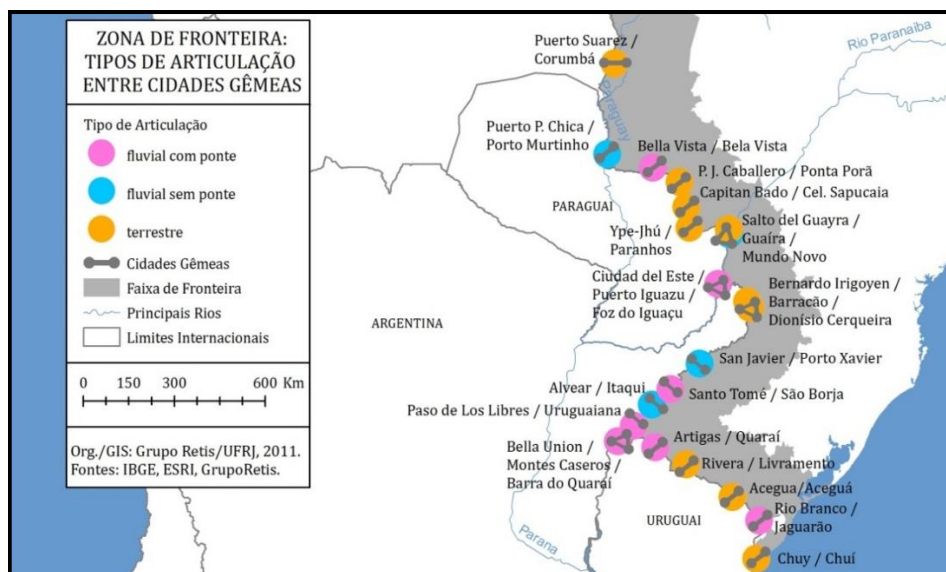 ZONA DE FRONTEIRA:
TIPOS DE ARTICULAÇÃO
ENTRE CIDADES GÊMEAS
Tipo de Articulação
fluvial com ponte
fluvial sem ponte
terrestre
Cidades Gêmeas
Faixa de Fronteira
Principais Rios
Limites Internacionais
0 150 300 600 Km
Org./GIS: Grupo Retis/UFRJ, 2011.
Fontes: IBGE, ESRI, GrupoRetis.
Puerto Suarez /
Corumbá
Rio Paranaiba
Paraguay
Puerto P. Chica /
Porto Murtinho
Bella Vista / Bela Vista
P. J. Caballero / Ponta Porã
Capitan Bado / Cel. Sapucaia
PARAGUAI
Ype-Jhú /
Paranhos
Salto del Guayra /
Guaíra /
Mundo Novo
Ciudad del Este /
Puerto Iguazu /
Foz do Iguaçu
Bernardo Irigoyen /
Barracão /
Dionísio Cerqueira
ARGENTINA
San Javier / Porto Xavier
Alvear / Itaqui
Santo Tomé / São Borja
Paso de Los Libres / Uruguaiana
Artigas / Quaraí
Bella Union /
Montes Caseros /
Barra do Quaraí
Rivera / Livramento
Acegua/Aceguá
Rio Branco /
Jaguarão
URUGUAI
Parana
Chuy / Chuí